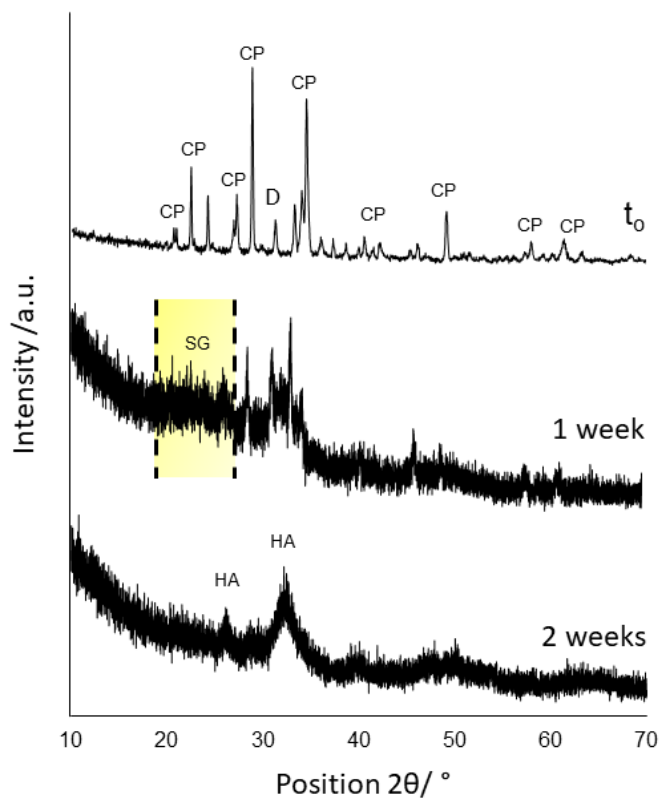 CP
CP
CP
CP
CP
D
CP
CP
CP
CP
t0
SG
1 week
HA
HA
2 weeks
Intensity /a.u.
10 20 30 40 50 60 70
Position 2θ/ °